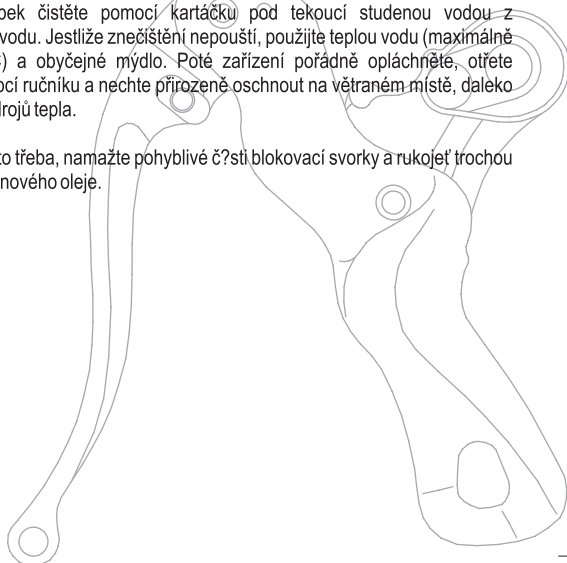 bek čistěte pomocí kartáčku pod tekoucí studenou vodou z
vodu. Jestliže znečištění nepouští, použijte teplou vodu (maximálně
) a obyčejné mýdlo. Poté zařízení pořádně opláchněte, otřete
ocí ručníku a nechte přirozeně oschnout na větraném místě, daleko
drojů tepla.
to třeba, namažte pohyblivé č?sti blokovací svorky a rukojeť trochou
nového oleje.